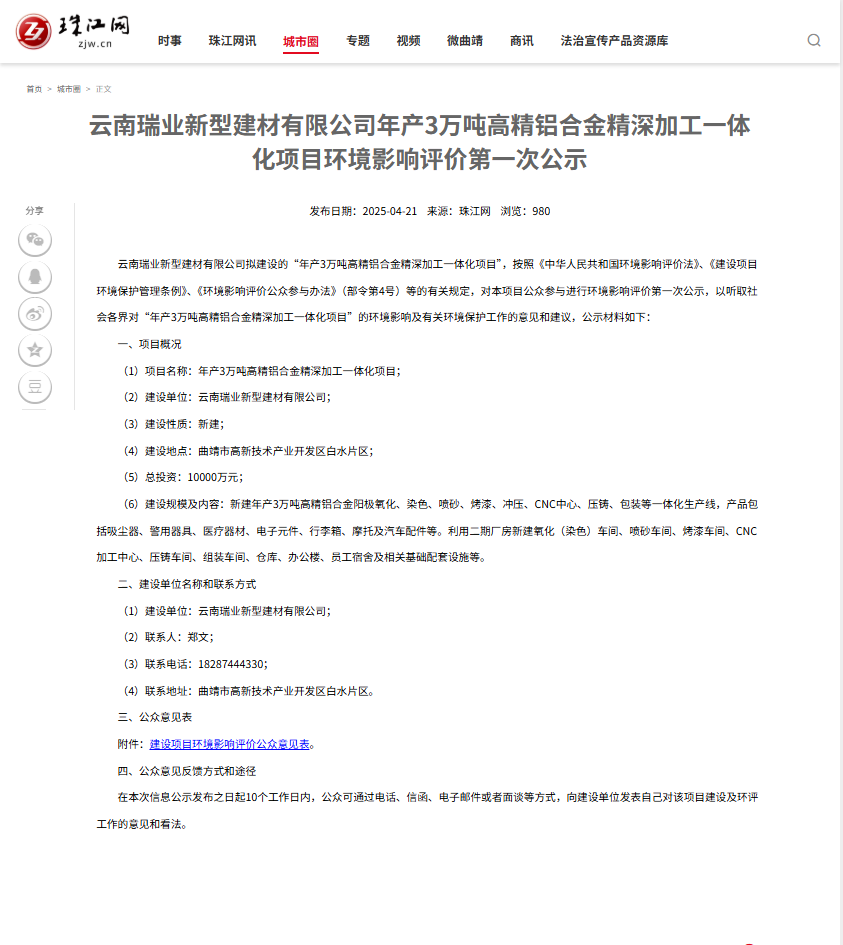 珠江网
zjw.cn
时事 珠江网讯 城市圈 专题 视频 微曲靖 商讯 法治宣传产品资源库
首页 > 城市圈 > 正文
云南瑞业新型建材有限公司年产3万吨高精铝合金精深加工一体
化项目环境影响评价第一次公示
分享
发布日期：2025-04-21 来源：珠江网 浏览：980
云南瑞业新型建材有限公司拟建设的“年产3万吨高精铝合金精深加工一体化项目”，按照《中华人民共和国环境影响评价法》、《建设项目
环境保护管理条例》、《环境影响评价公众参与办法》（部令第4号）等的有关规定，对本项目公众参与进行环境影响评价第一次公示，以听取社
会各界对“年产3万吨高精铝合金精深加工一体化项目”的环境影响及有关环境保护工作的意见和建议，公示材料如下：
一、项目概况
（1）项目名称：年产3万吨高精铝合金精深加工一体化项目；
（2）建设单位：云南瑞业新型建材有限公司；
（3）建设性质：新建；
（4）建设地点：曲靖市高新技术产业开发区白水片区；
（5）总投资：10000万元；
（6）建设规模及内容：新建年产3万吨高精铝合金阳极氧化、染色、喷砂、烤漆、冲压、CNC中心、压铸、包装等一体化生产线，产品包
括吸尘器、警用器具、医疗器材、电子元件、行李箱、摩托及汽车配件等。利用二期厂房新建氧化（染色）车间、喷砂车间、烤漆车间、CNC
加工中心、压铸车间、组装车间、仓库、办公楼、员工宿舍及相关基础配套设施等。
二、建设单位名称和联系方式
（1）建设单位：云南瑞业新型建材有限公司；
（2）联系人：郑文；
（3）联系电话：18287444330；
（4）联系地址：曲靖市高新技术产业开发区白水片区。
三、公众意见表
附件：建设项目环境影响评价公众意见表。
四、公众意见反馈方式和途径
在本次信息公示发布之日起10个工作日内，公众可通过电话、信函、电子邮件或者面谈等方式，向建设单位发表自己对该项目建设及环评
工作的意见和看法。